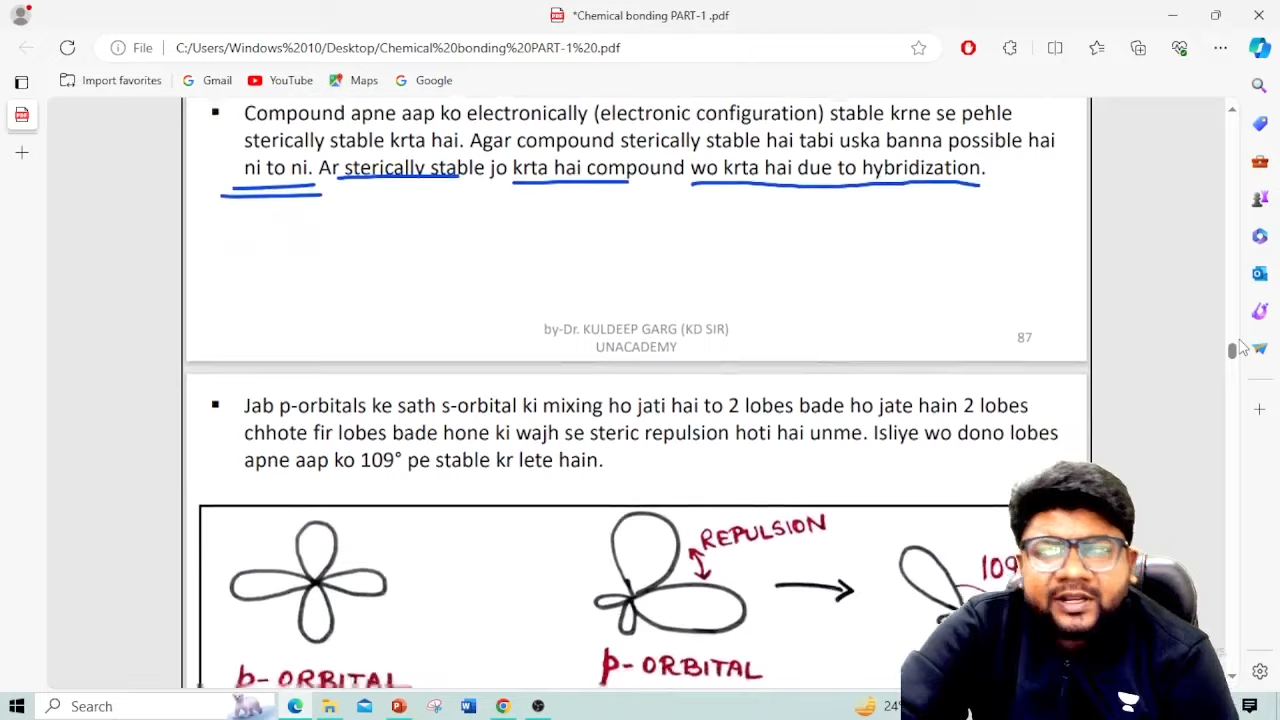 *Chemical bonding PART-1 .pdf
File
C:/Users/Windows%2010/Desktop/Chemical%20bonding%20PART-1%20.pdf
Import favorites
Gmail
YouTube
Maps
Google
▪ Compound apne aap ko electronically (electronic configuration) stable krne se pehle
sterically stable krta hai. Agar compound sterically stable hai tabi uska banna possible hai
ni to ni. Ar sterically stable jo krta hai compound wo krta hai due to hybridization.
by-Dr. KULDEEP GARG (KD SIR)
UNACADEMY
87
▪ Jab p-orbitals ke sath s-orbital ki mixing ho jati hai to 2 lobes bade ho jate hain 2 lobes
chhote fir lobes bade hone ki wajh se steric repulsion hoti hai unme. Isliye wo dono lobes
apne aap ko 109° pe stable kr lete hain.
REPULSION
109
p-ORBITAL
p-ORBITAL
Search
24°